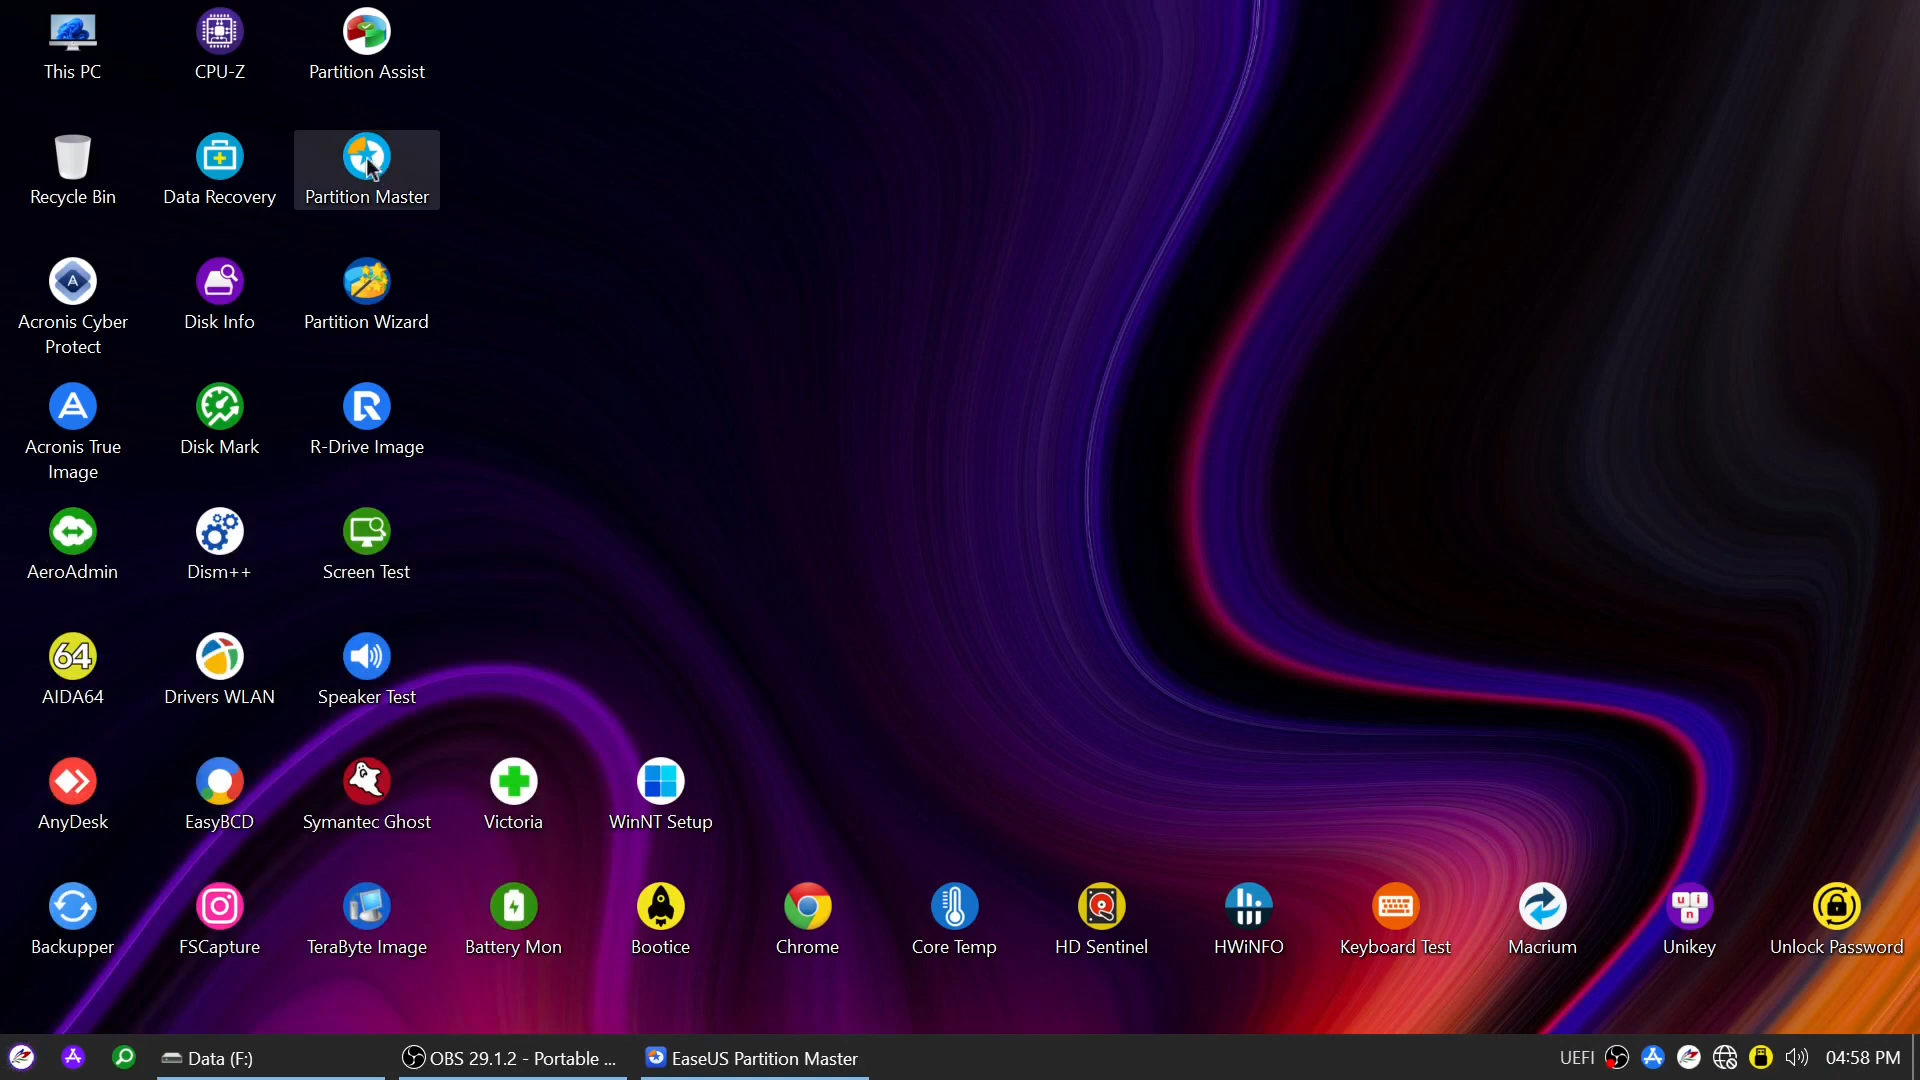 This PC
CPU-Z
Partition Assist
Recycle Bin
Data Recovery
Partition Master
Acronis Cyber
Protect
Disk Info
Partition Wizard
Acronis True
Image
Disk Mark
R-Drive Image
AeroAdmin
Dism++
Screen Test
64
AIDA64
Drivers WLAN
Speaker Test
AnyDesk
EasyBCD
Symantec Ghost
Victoria
WinNT Setup
Backupper
FSCapture
TeraByte Image
Battery Mon
Bootice
Chrome
Core Temp
HD Sentinel
HWiNFO
Keyboard Test
Macrium
Unikey
Unlock Password
Data (F:)
OBS 29.1.2 - Portable ...
EaseUS Partition Master
UEFI
04:58 PM